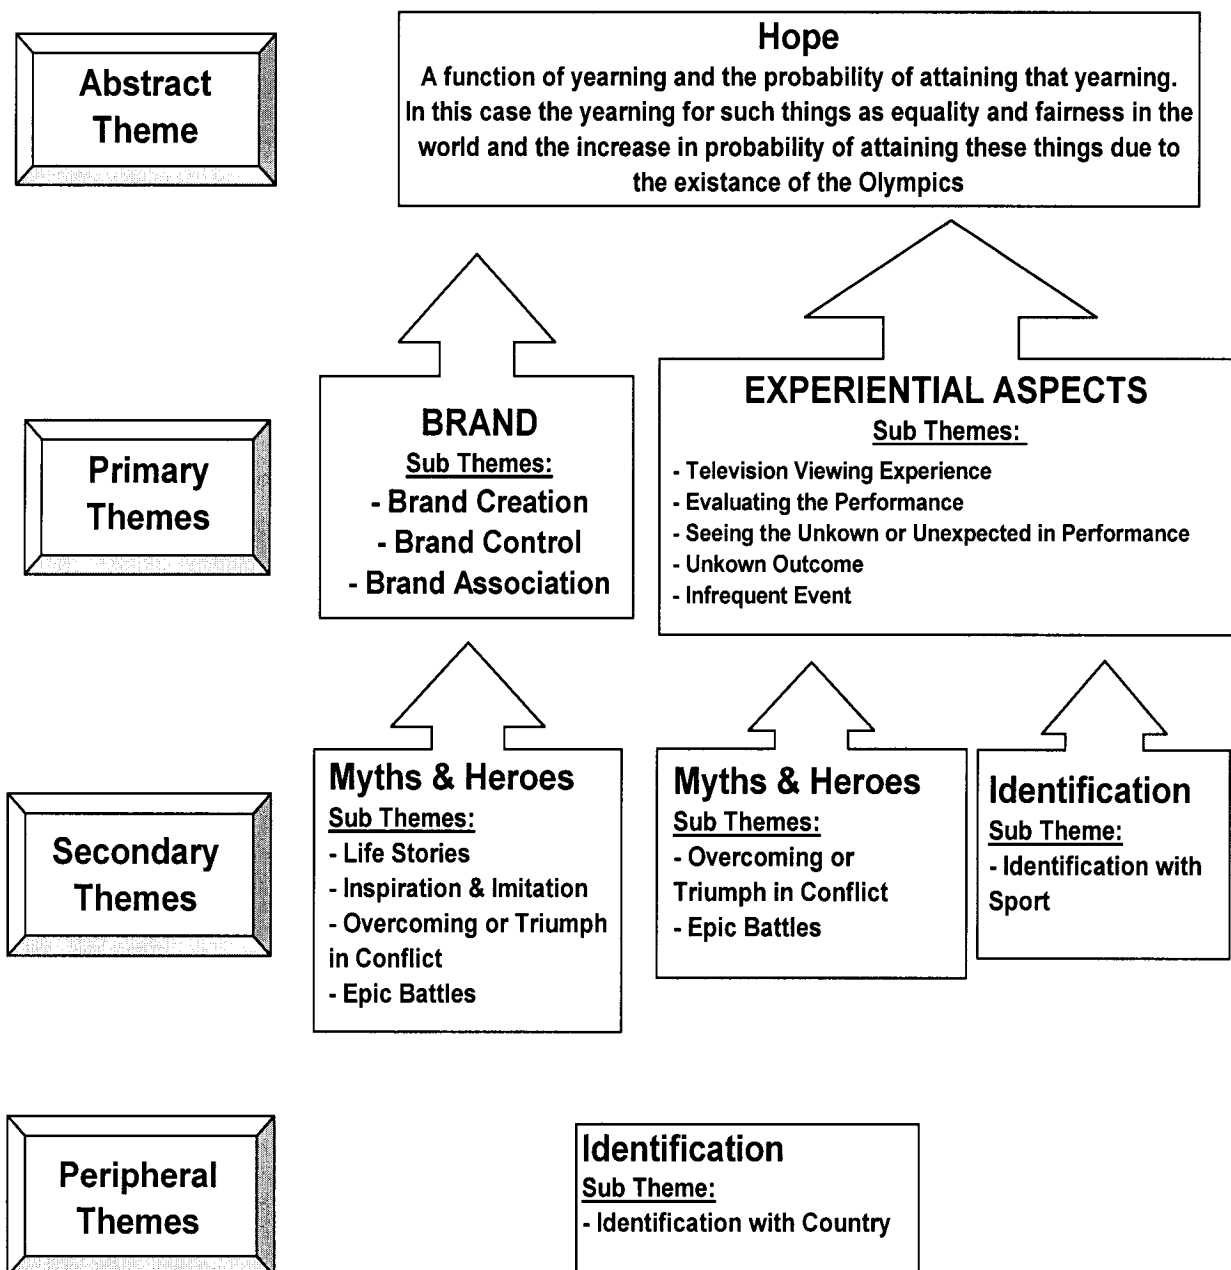 Abstract
Theme
Hope
A function of yearning and the probability of attaining that yearning.
In this case the yearning for such things as equality and fairness in the
world and the increase in probability of attaining these things due to
the existance of the Olympics
Primary
Themes
BRAND
Sub Themes:
- Brand Creation
- Brand Control
- Brand Association
EXPERIENTIAL ASPECTS
Sub Themes:
- Television Viewing Experience
- Evaluating the Performance
- Seeing the Unkown or Unexpected in Performance
- Unkown Outcome
- Infrequent Event
Secondary
Themes
Myths & Heroes
Sub Themes:
- Life Stories
- Inspiration & Imitation
- Overcoming or Triumph
in Conflict
- Epic Battles
Myths & Heroes
Sub Themes:
- Overcoming or
Triumph in Conflict
- Epic Battles
Identification
Sub Theme:
- Identification with
Sport
Peripheral
Themes
Identification
Sub Theme:
- Identification with Country